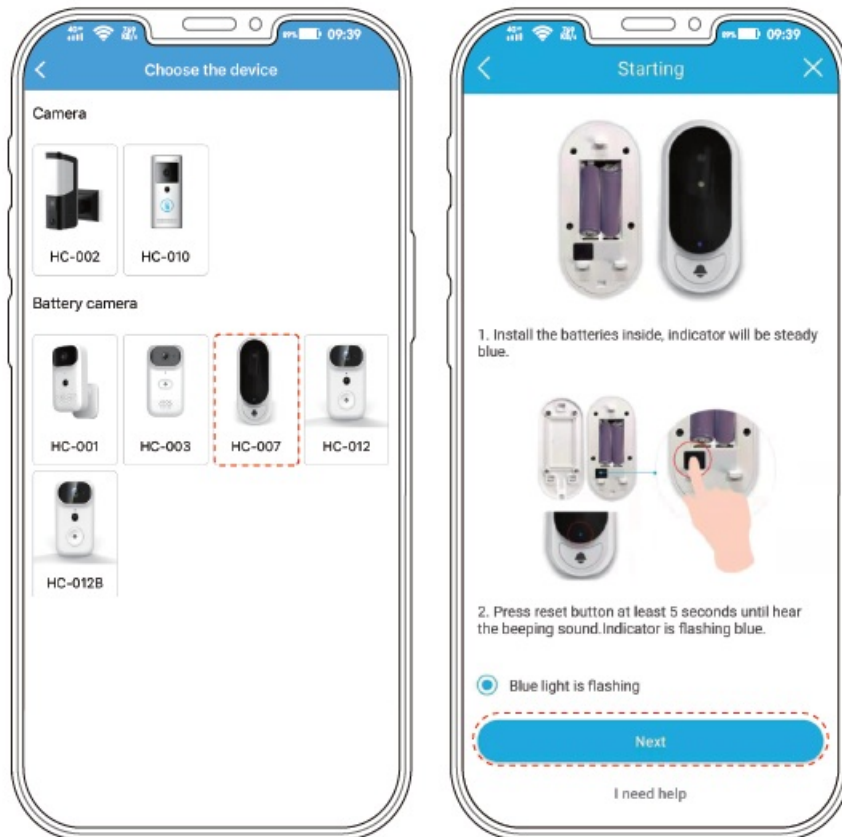 09:39
Choose the device
Camera
HC-002
HC-010
Battery camera
HC-001
HC-003
HC-007
HC-012
HC-012B
09:39
Starting
1. Install the batteries inside, indicator will be steady
blue.
2. Press reset button at least 5 seconds until hear
the beeping sound.Indicator is flashing blue.
Blue light is flashing
Next
I need help